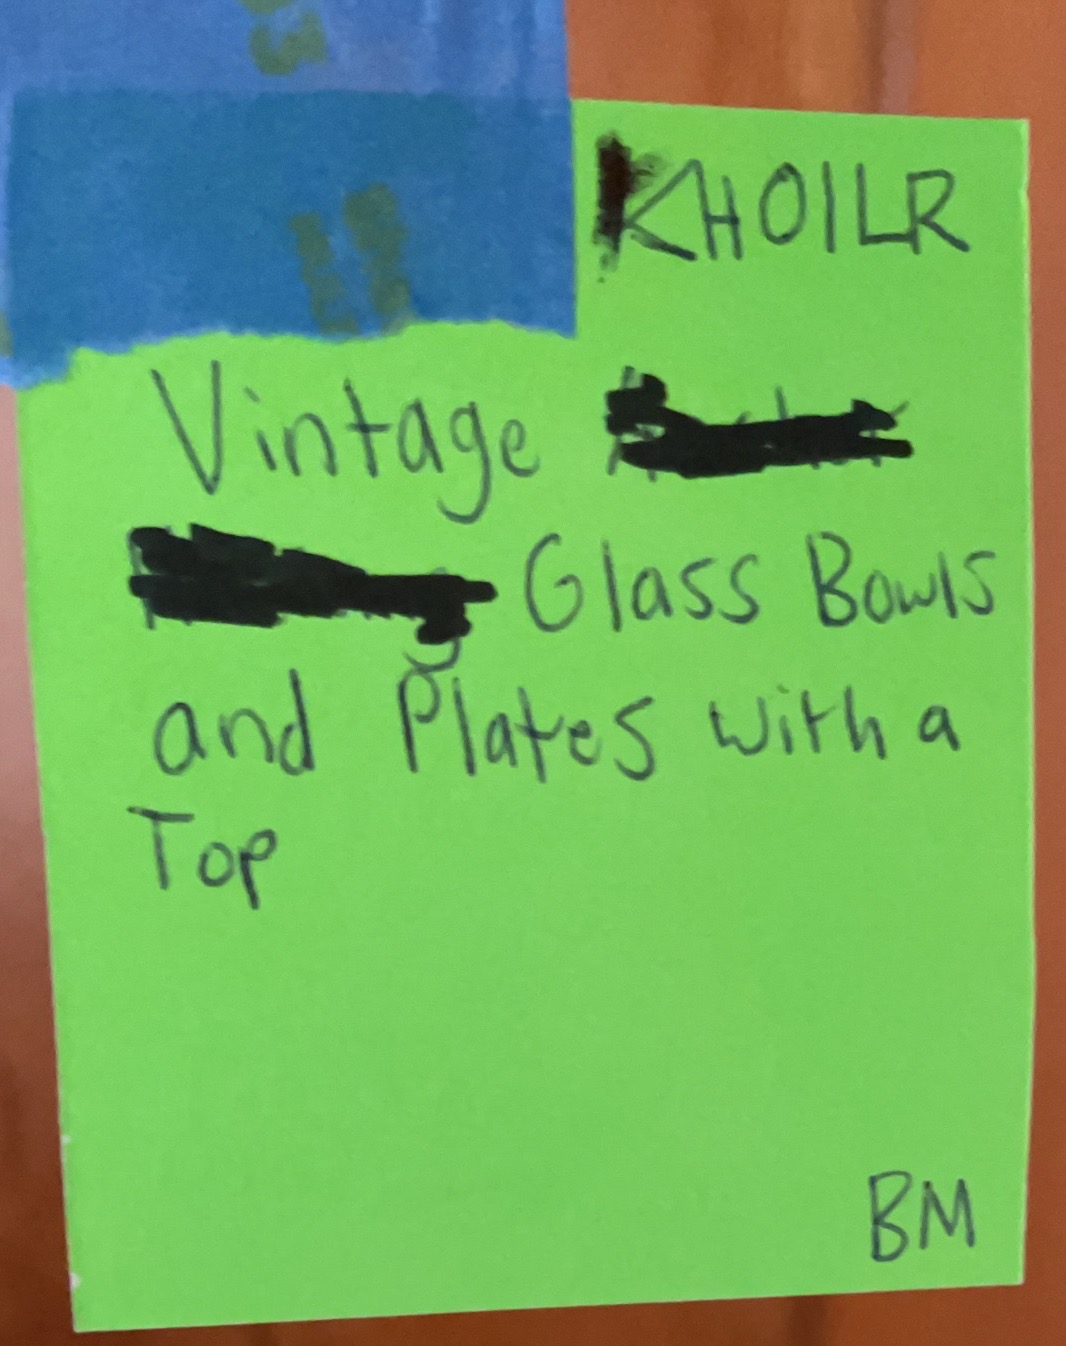 KHOILR
Vintage
Glass Bowls
and Plates with a
Top
BM